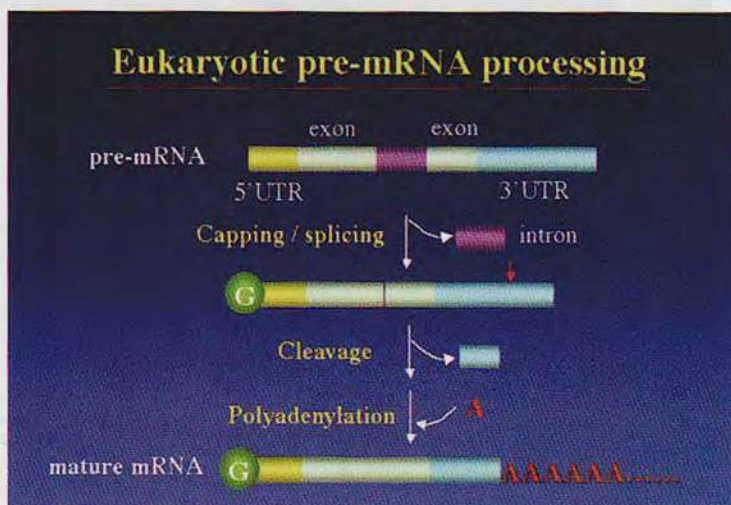 Eukaryotic pre-mRNA processing
exon exon
pre-mRNA
5'UTR 3'UTR
Capping / splicing intron
G
Cleavage
Polyadenylation A
mature mRNA G AAAAAA......